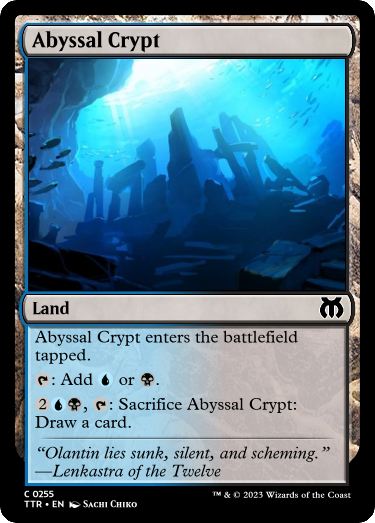 Abyssal Crypt
Land
Abyssal Crypt enters the battlefield
tapped.
: Add or .
2 , : Sacrifice Abyssal Crypt:
Draw a card.
“Olantin lies sunk, silent, and scheming.”
—Lenkastra of the Twelve
C 0255
TTR • EN Sachi Chiko
™ & © 2023 Wizards of the Coast